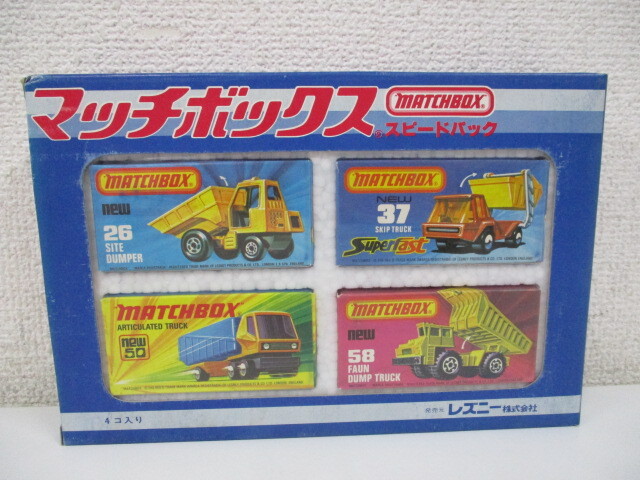 マッチボックス
MATCHBOX
®スピードパック
MATCHBOX
new
26
SITE
DUMPER
MATCHBOX
NEW
37
SKIP TRUCK
SuperFast
MATCHBOX
ARTICULATED TRUCK
new
50
MATCHBOX
new
58
FAUN
DUMP TRUCK
4コ入り
発売元 レズニー株式会社